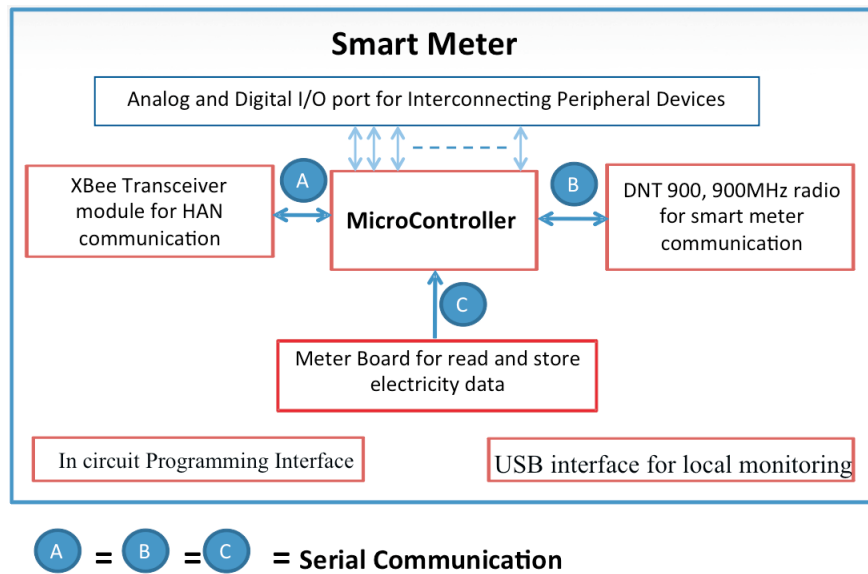 Smart Meter
Analog and Digital I/O port for Interconnecting Peripheral Devices
XBee Transceiver
module for HAN
communication
A
MicroController
B
DNT 900, 900MHz radio
for smart meter
communication
C
Meter Board for read and store
electricity data
In circuit Programming Interface
USB interface for local monitoring
A = B = C = Serial Communication